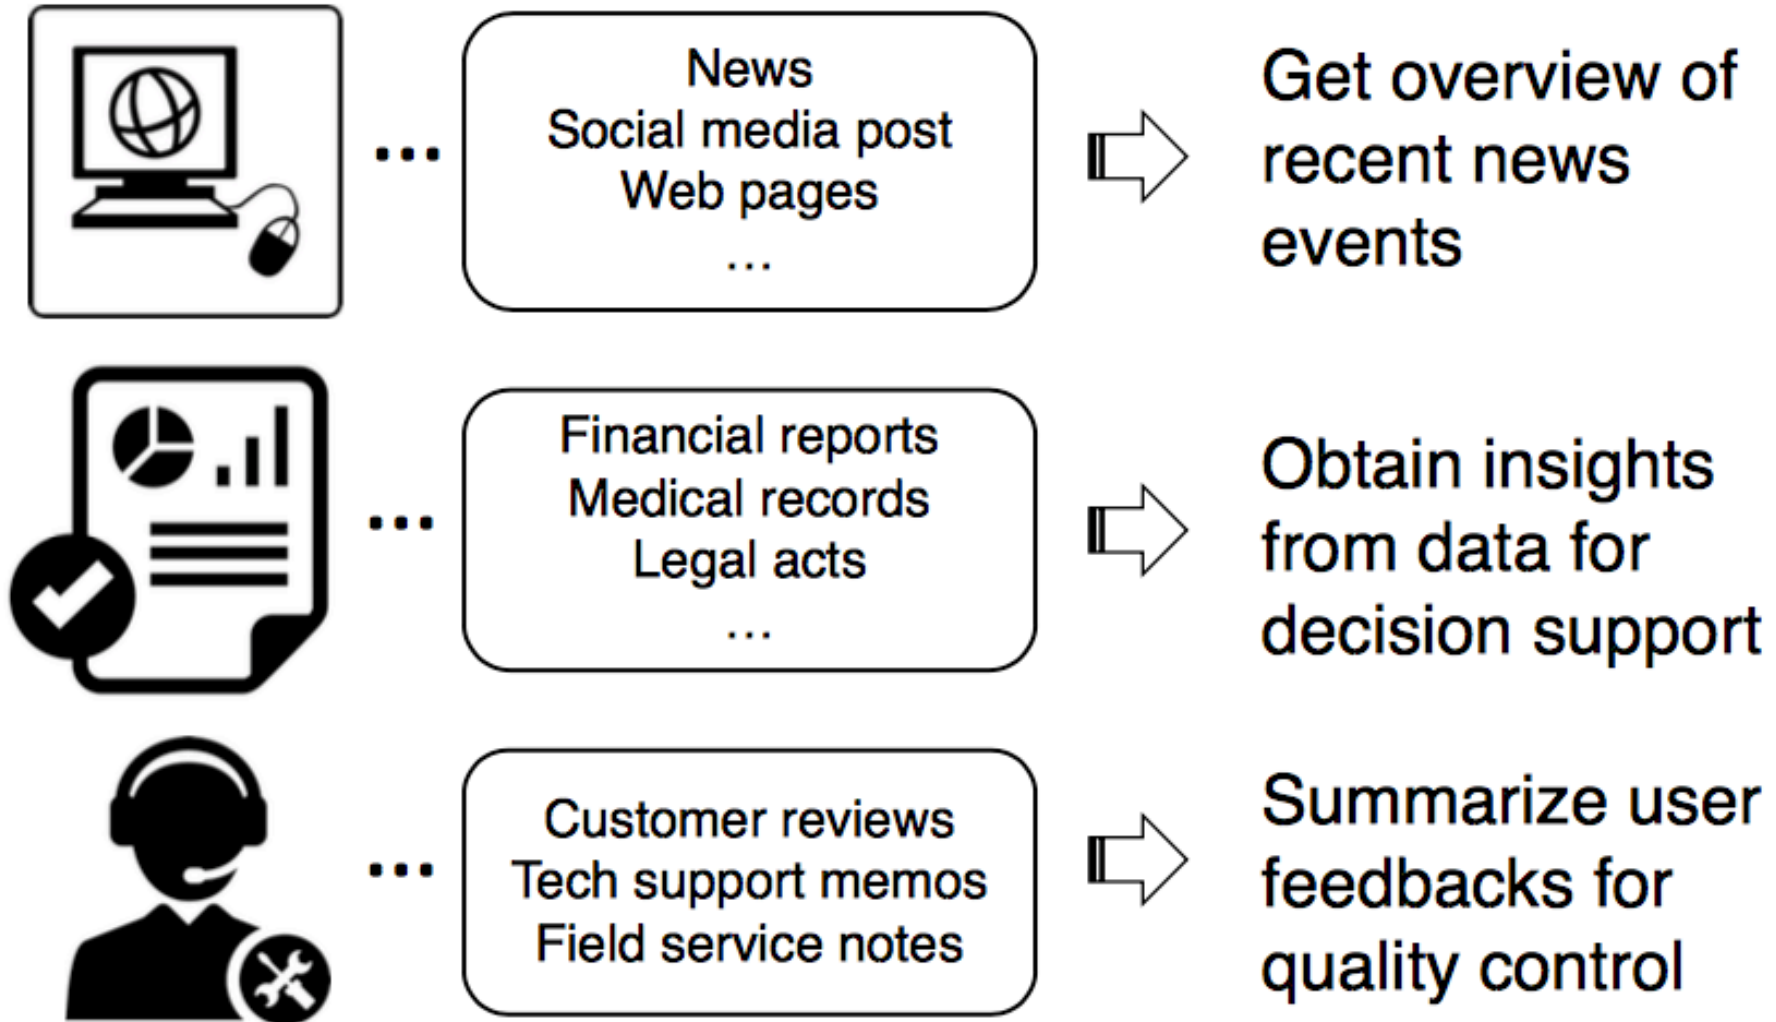 News
Social media post
Web pages
...
Get overview of
recent news
events
...
Financial reports
Medical records
Legal acts
...
Obtain insights
from data for
decision support
...
Customer reviews
Tech support memos
Field service notes
Summarize user
feedbacks for
quality control
...